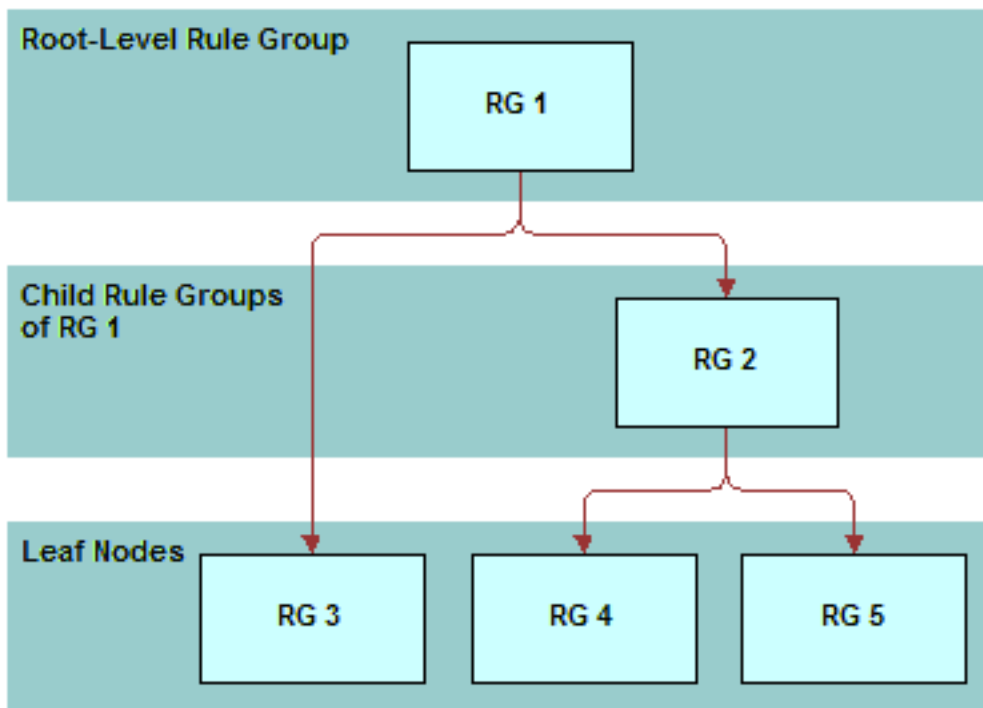 Root-Level Rule Group
RG 1
Child Rule Groups
of RG 1
RG 2
Leaf Nodes
RG 3
RG 4
RG 5